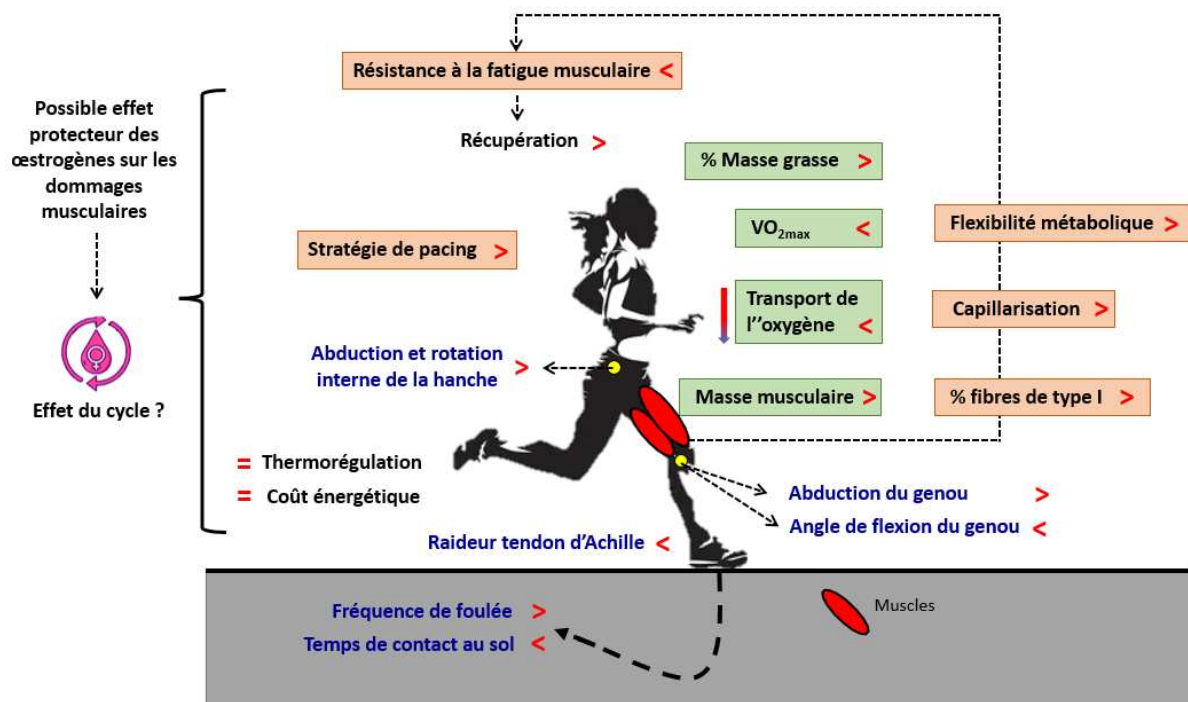 Résistance à la fatigue musculaire <
Possible effet
protecteur des
œstrogènes sur les
dommages
musculaires
Récupération >
% Masse grasse >
VO2max <
Flexibilité métabolique >
Stratégie de pacing >
Transport de
l''oxygène <
Capillarisation >
Abduction et rotation
interne de la hanche >
Effet du cycle ?
Masse musculaire >
% fibres de type I >
= Thermorégulation
= Coût énergétique
Abduction du genou >
Angle de flexion du genou <
Raideur tendon d'Achille <
Fréquence de foulée >
Temps de contact au sol <
Muscles